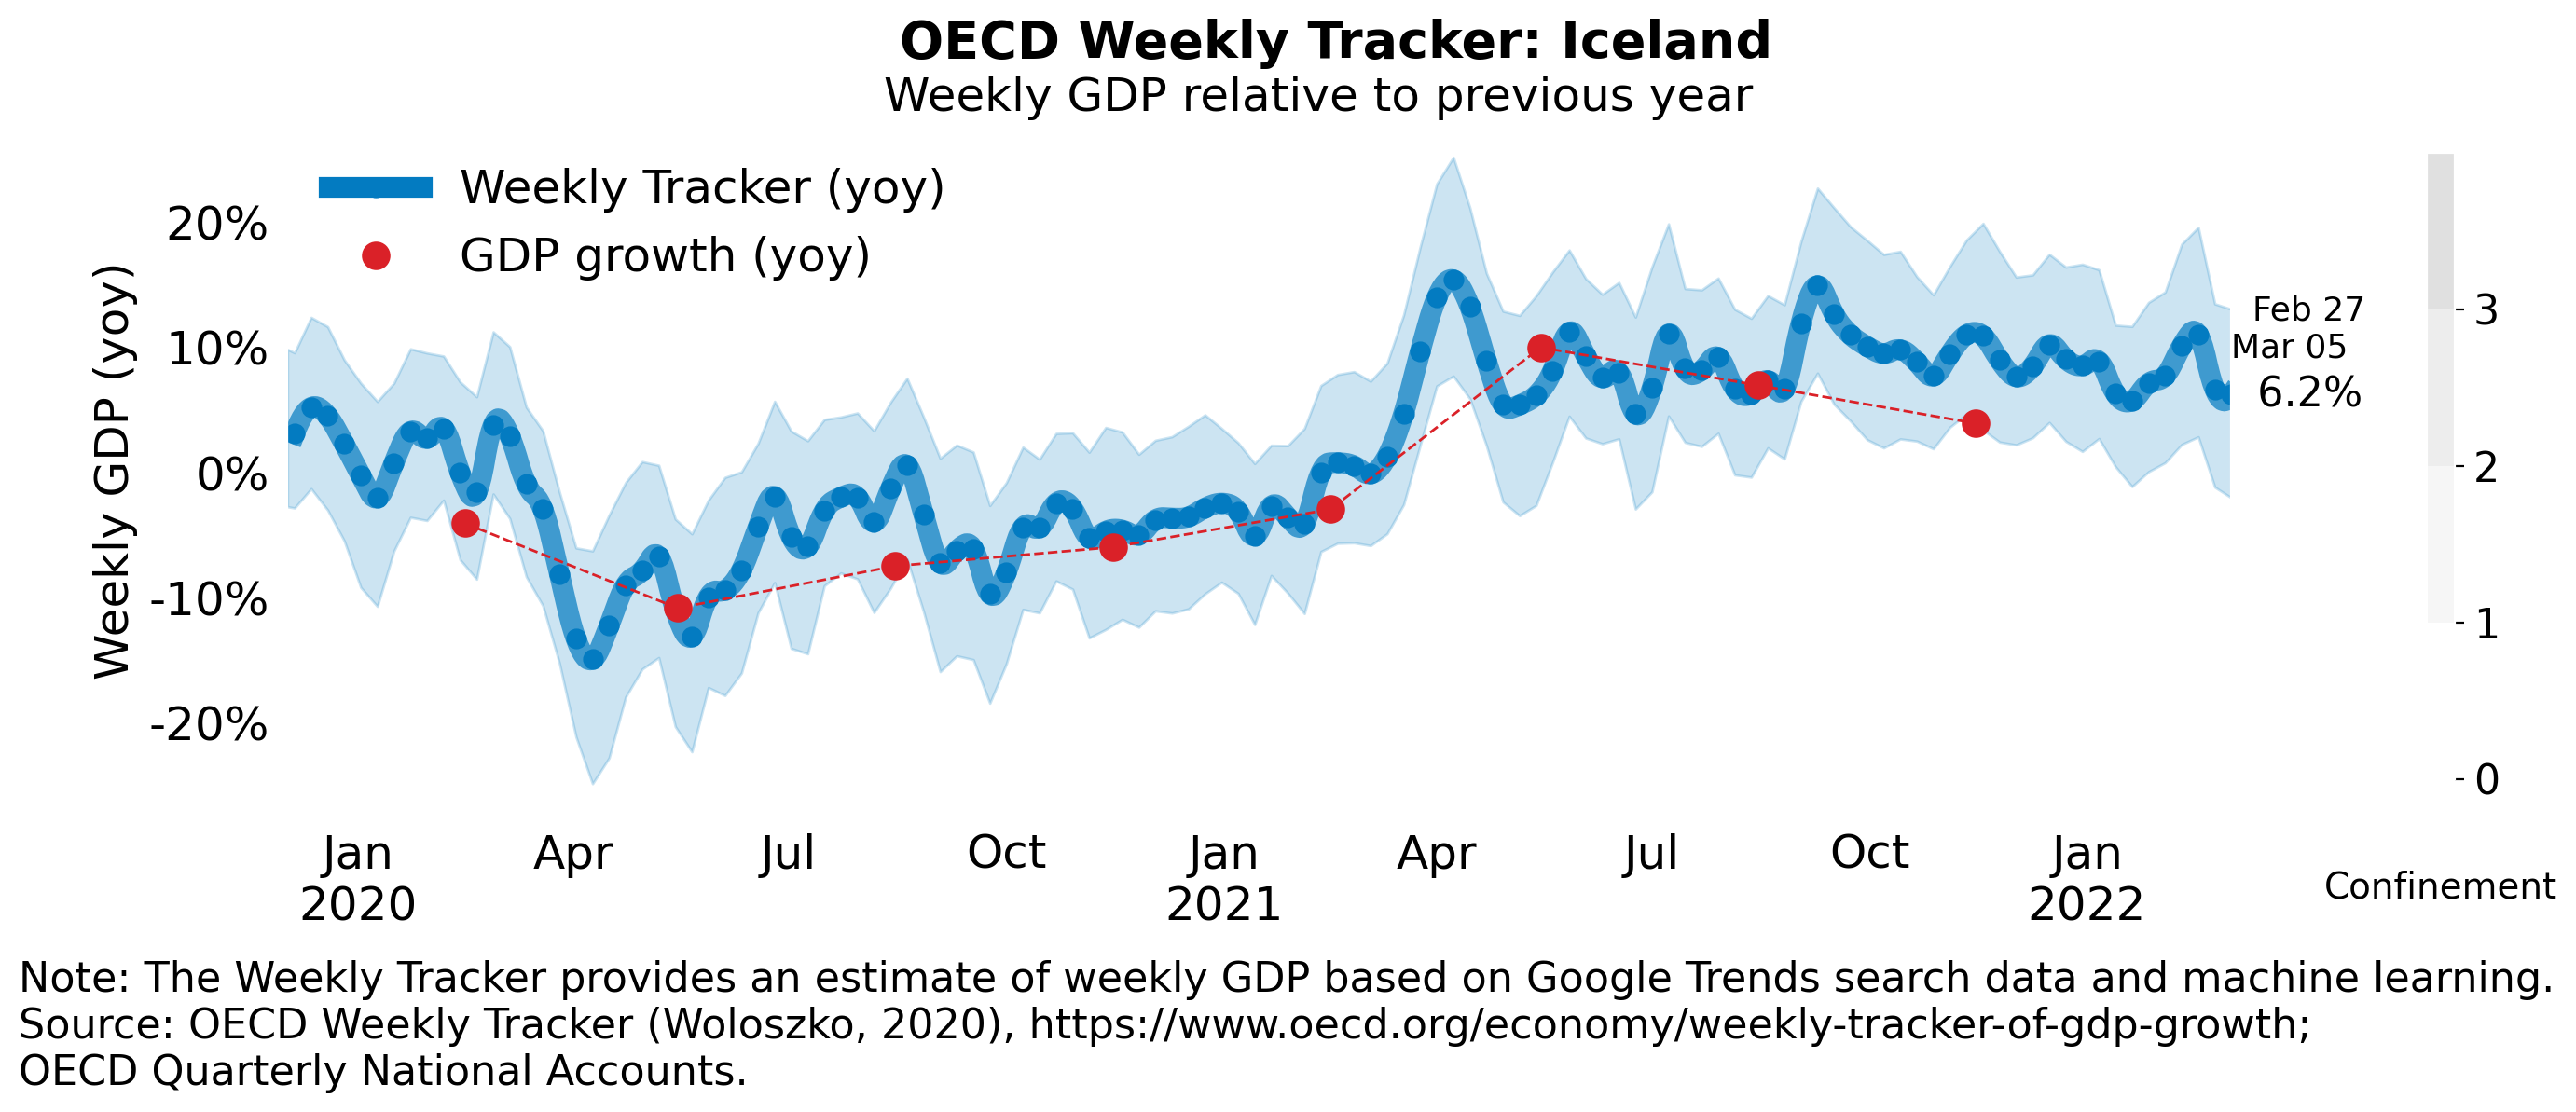 OECD Weekly Tracker: Iceland
Weekly GDP relative to previous year
Weekly Tracker (yoy)
GDP growth (yoy)
Weekly GDP (yoy)
20%
10%
0%
-10%
-20%
Feb 27
Mar 05
6.2%
3
2
1
0
Jan
2020
Apr
Jul
Oct
Jan
2021
Apr
Jul
Oct
Jan
2022
Confinement
Note: The Weekly Tracker provides an estimate of weekly GDP based on Google Trends search data and machine learning.
Source: OECD Weekly Tracker (Woloszko, 2020), https://www.oecd.org/economy/weekly-tracker-of-gdp-growth;
OECD Quarterly National Accounts.